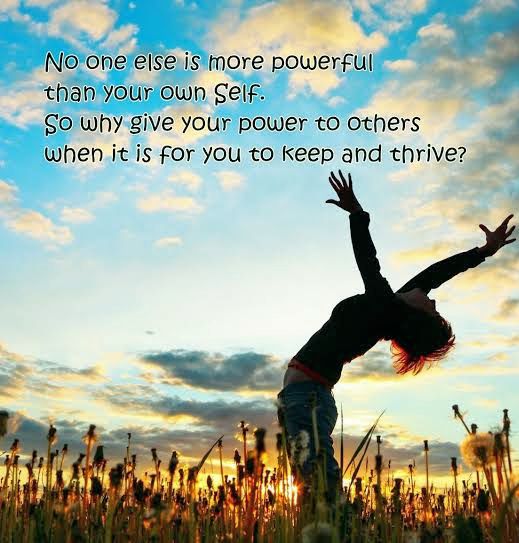 No one else is more powerful
than your own Self.
So why give your power to others
when it is for you to keep and thrive?